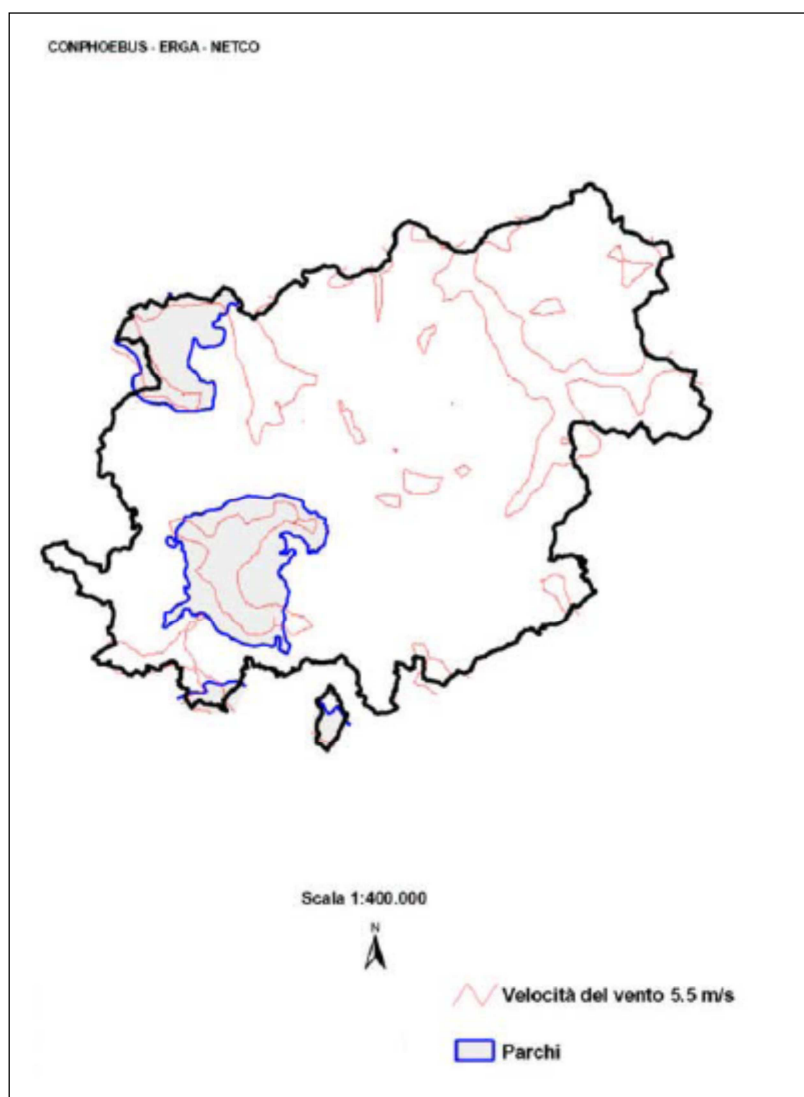 CONPHOEBUS - ERGA - NETCO
Scala 1:400.000
N
Velocità del vento 5.5 m/s
Parchi